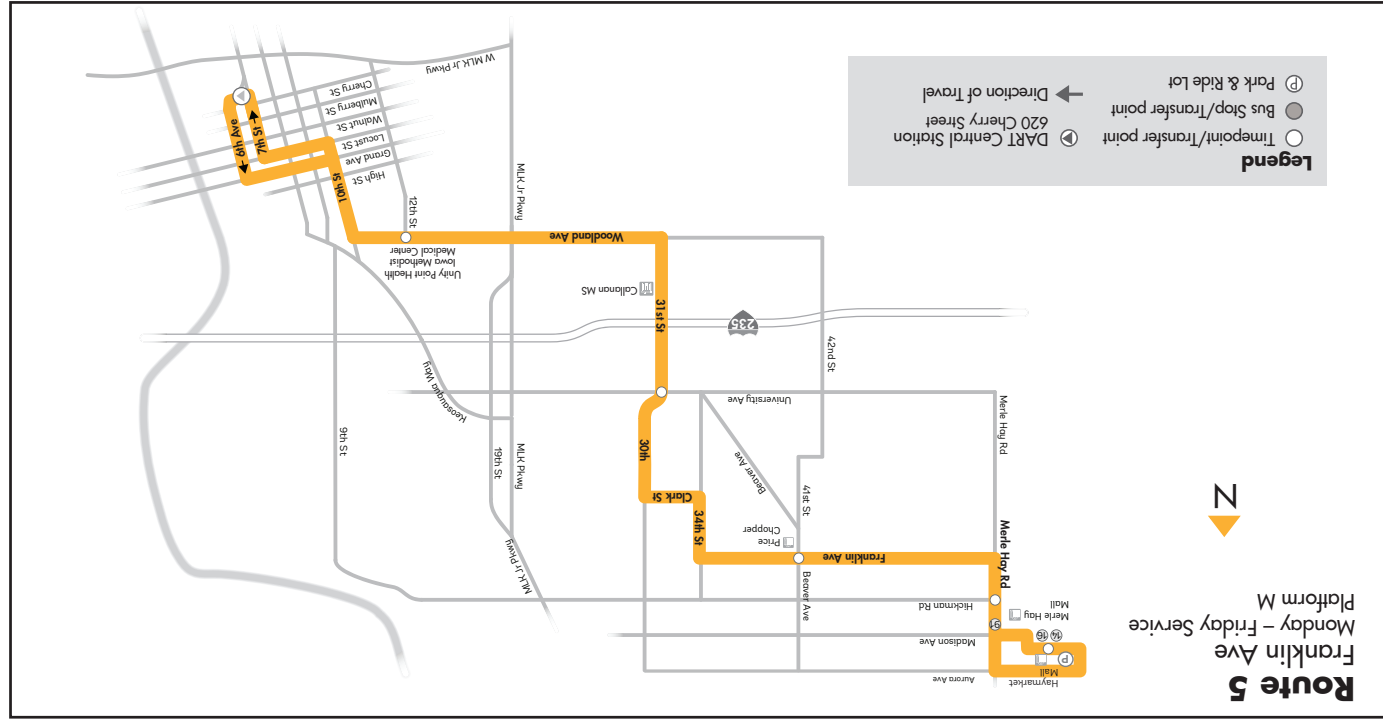 Route 5
Franklin Ave
Monday – Friday Service
Platform M
N
Haymarket
Mall
P
14
16
91
Merle Hay
Mall
Aurora Ave
Madison Ave
Hickman Rd
Merle Hay Rd
Franklin Ave
Beaver Ave
Price
Chopper
34th St
Clark St
30th
41st St
Beaver Ave
MLK Jr Pkwy
MLK Pkwy
19th St
9th St
Merle Hay Rd
University Ave
Keosauqua Way
42nd St
235
31st St
Callanan MS
Unity Point Health
Iowa Methodist
Medical Center
Woodland Ave
12th St
MLK Jr Pkwy
10th St
High St
Grand Ave
Locust St
Walnut St
Mulberry St
Cherry St
6th Ave
7th St
W MLK Jr Pkwy
Legend
Timepoint/Transfer point
Bus Stop/Transfer point
P Park & Ride Lot
DART Central Station
620 Cherry Street
Direction of Travel